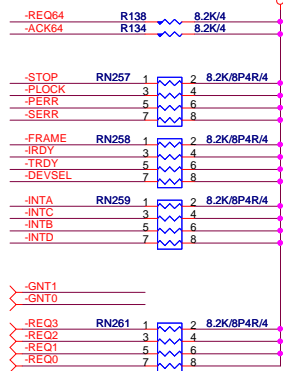 -REQ64 R138 8.2K/4
-ACK64 R134 8.2K/4
-STOP RN257 1 2 8.2K/8P4R/4
-PLOCK 3 4
-PERR 5 6
-SERR 7 8
-FRAME RN258 1 2 8.2K/8P4R/4
-IRDY 3 4
-TRDY 5 6
-DEVSEL 7 8
-INTA RN259 1 2 8.2K/8P4R/4
-INTC 3 4
-INTB 5 6
-INTD 7 8
-GNT1
-GNT0
-REQ3 RN261 1 2 8.2K/8P4R/4
-REQ2 3 4
-REQ1 5 6
-REQ0 7 8